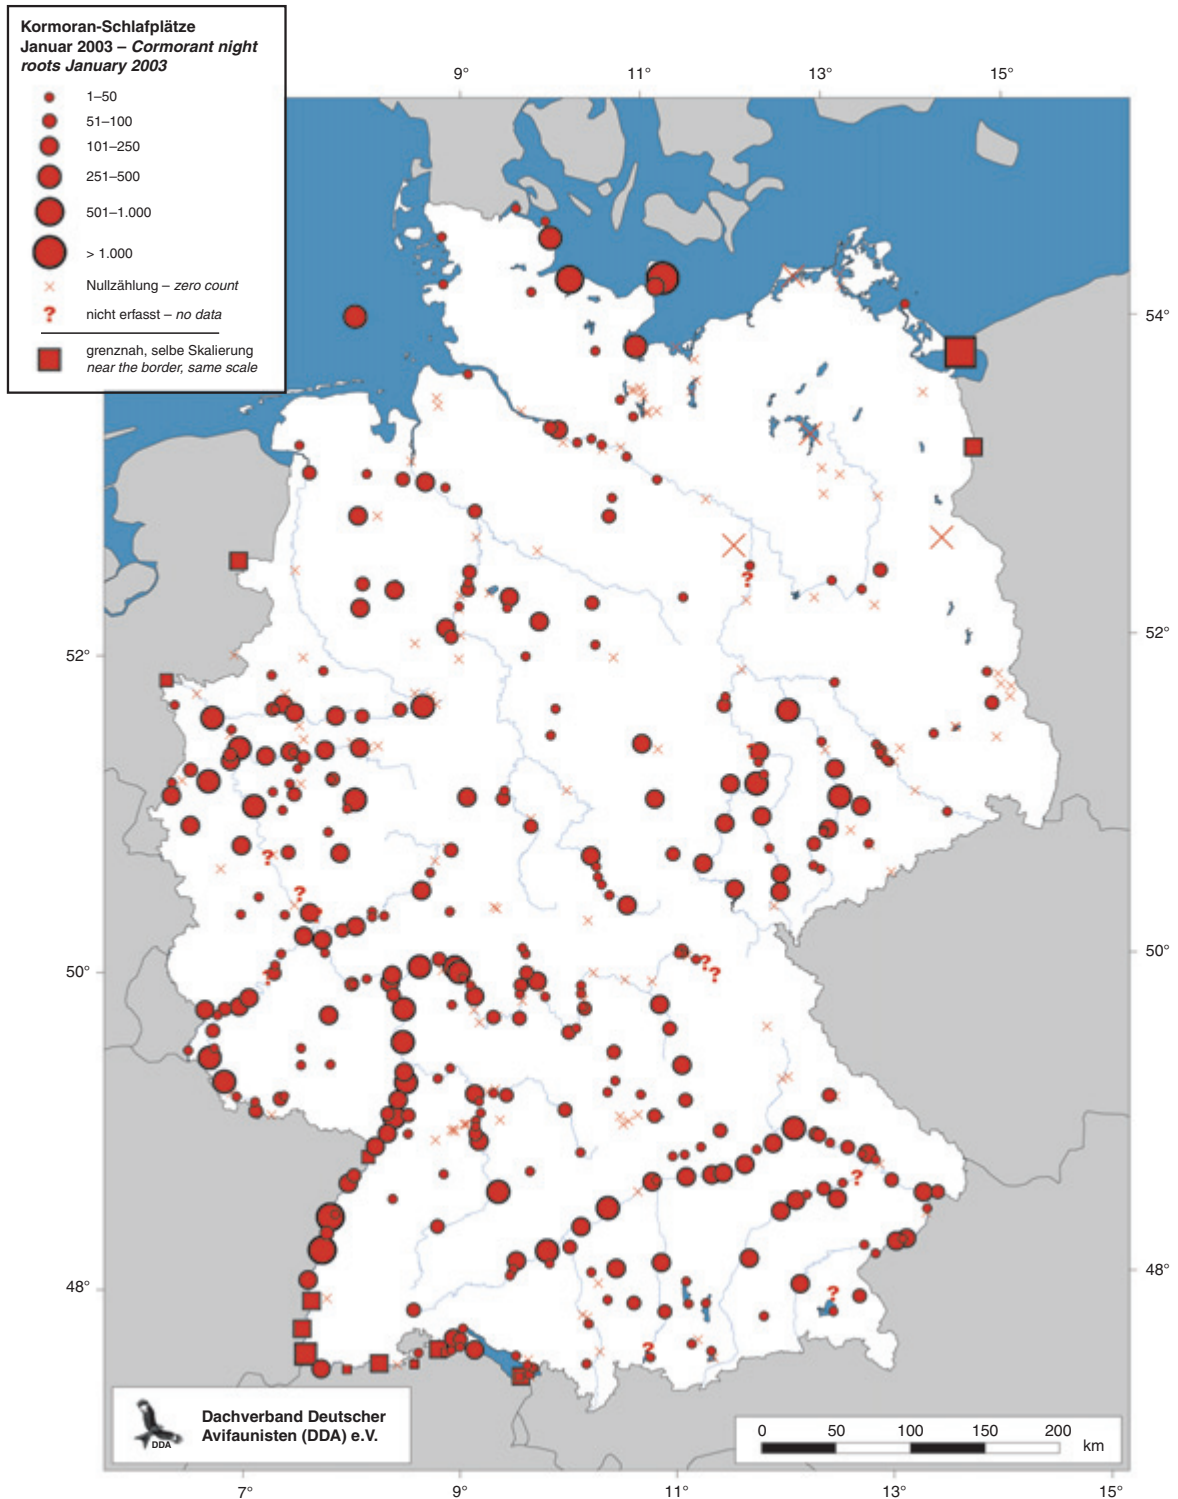 Kormoran-Schlafplätze
Januar 2003 – Cormorant night
roots January 2003
1–50
51–100
101–250
251–500
501–1.000
> 1.000
Nullzählung – zero count
? nicht erfasst – no data
grenznah, selbe Skalierung
near the border, same scale
9° 11° 13° 15°
54°
52°
52°
50°
50°
48°
48°
?
?
?
?
?
?
?
?
?
?
?
Dachverband Deutscher
Avifaunisten (DDA) e.V.
DDA
0 50 100 150 200
km
7° 9° 11° 13° 15°